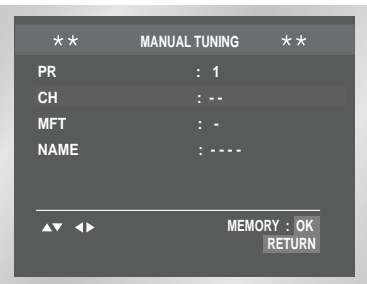 ** MANUAL TUNING **
PR : 1
CH : --
MFT : -
NAME : ----
▲▼ ◀▶ MEMORY : OK
RETURN